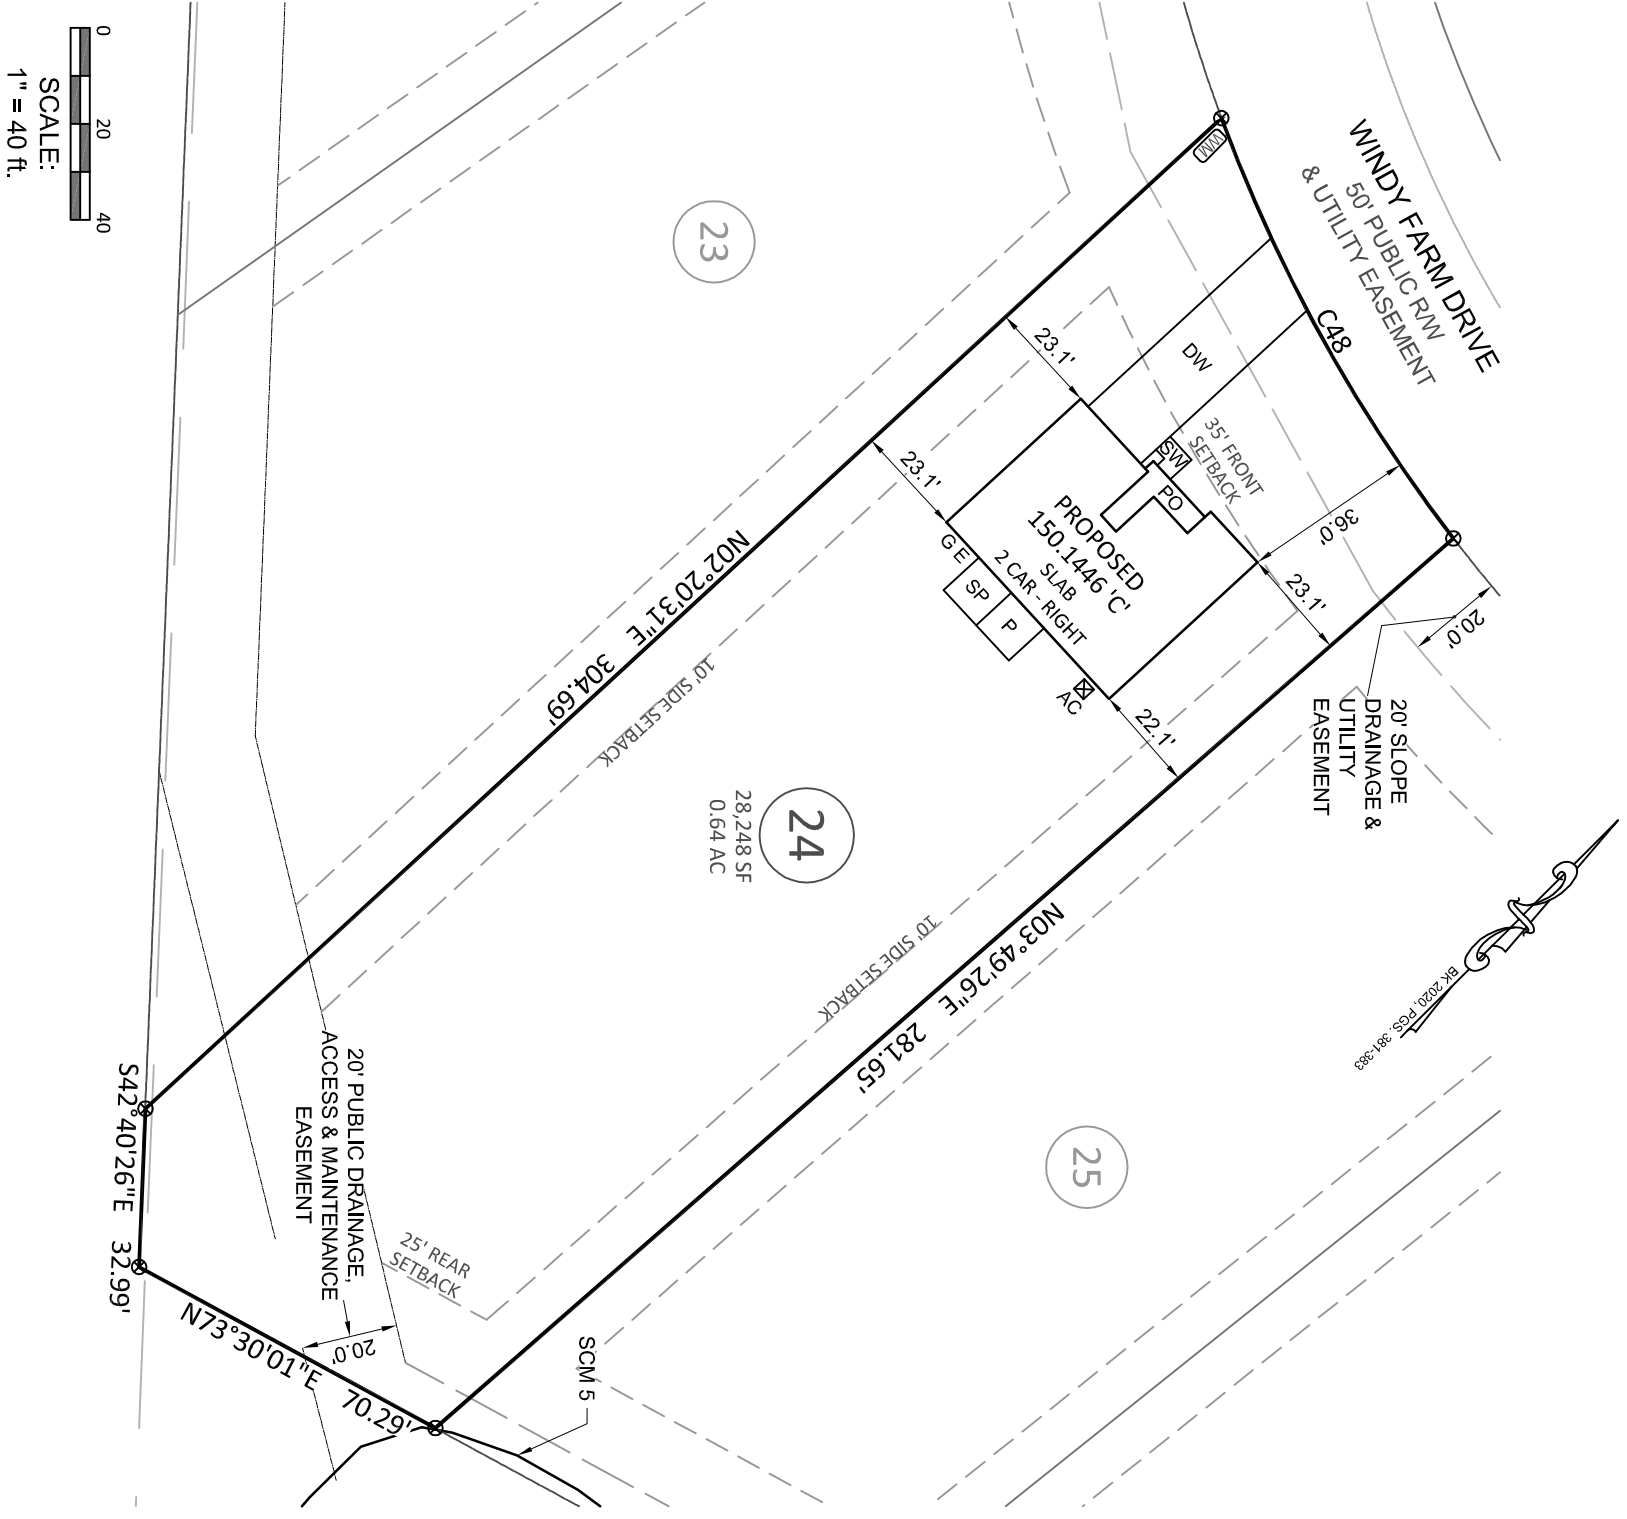 0
20
40
SCALE:
1" = 40 ft.
WINDY FARM DRIVE
50' PUBLIC R/W
& UTILITY EASEMENT
C48
WM
DW
SW
PO
35' FRONT
SETBACK
36.0'
23.1'
23.1'
23.1'
22.1'
20.0'
PROPOSED
150.1446 'C'
SLAB
2 CAR - RIGHT
G E
SP
P
AC
20' SLOPE
DRAINAGE &
UTILITY
EASEMENT
23
N02°20'31"E 304.69'
10' SIDE SETBACK
24
28,248 SF
0.64 AC
10' SIDE SETBACK
N03°49'26"E 281.65'
25
BK 2020, PGS. 381-383
20' PUBLIC DRAINAGE,
ACCESS & MAINTENANCE
EASEMENT
25' REAR
SETBACK
20.0'
S42°40'26"E 32.99'
N73°30'01"E 70.29'
SCM 5